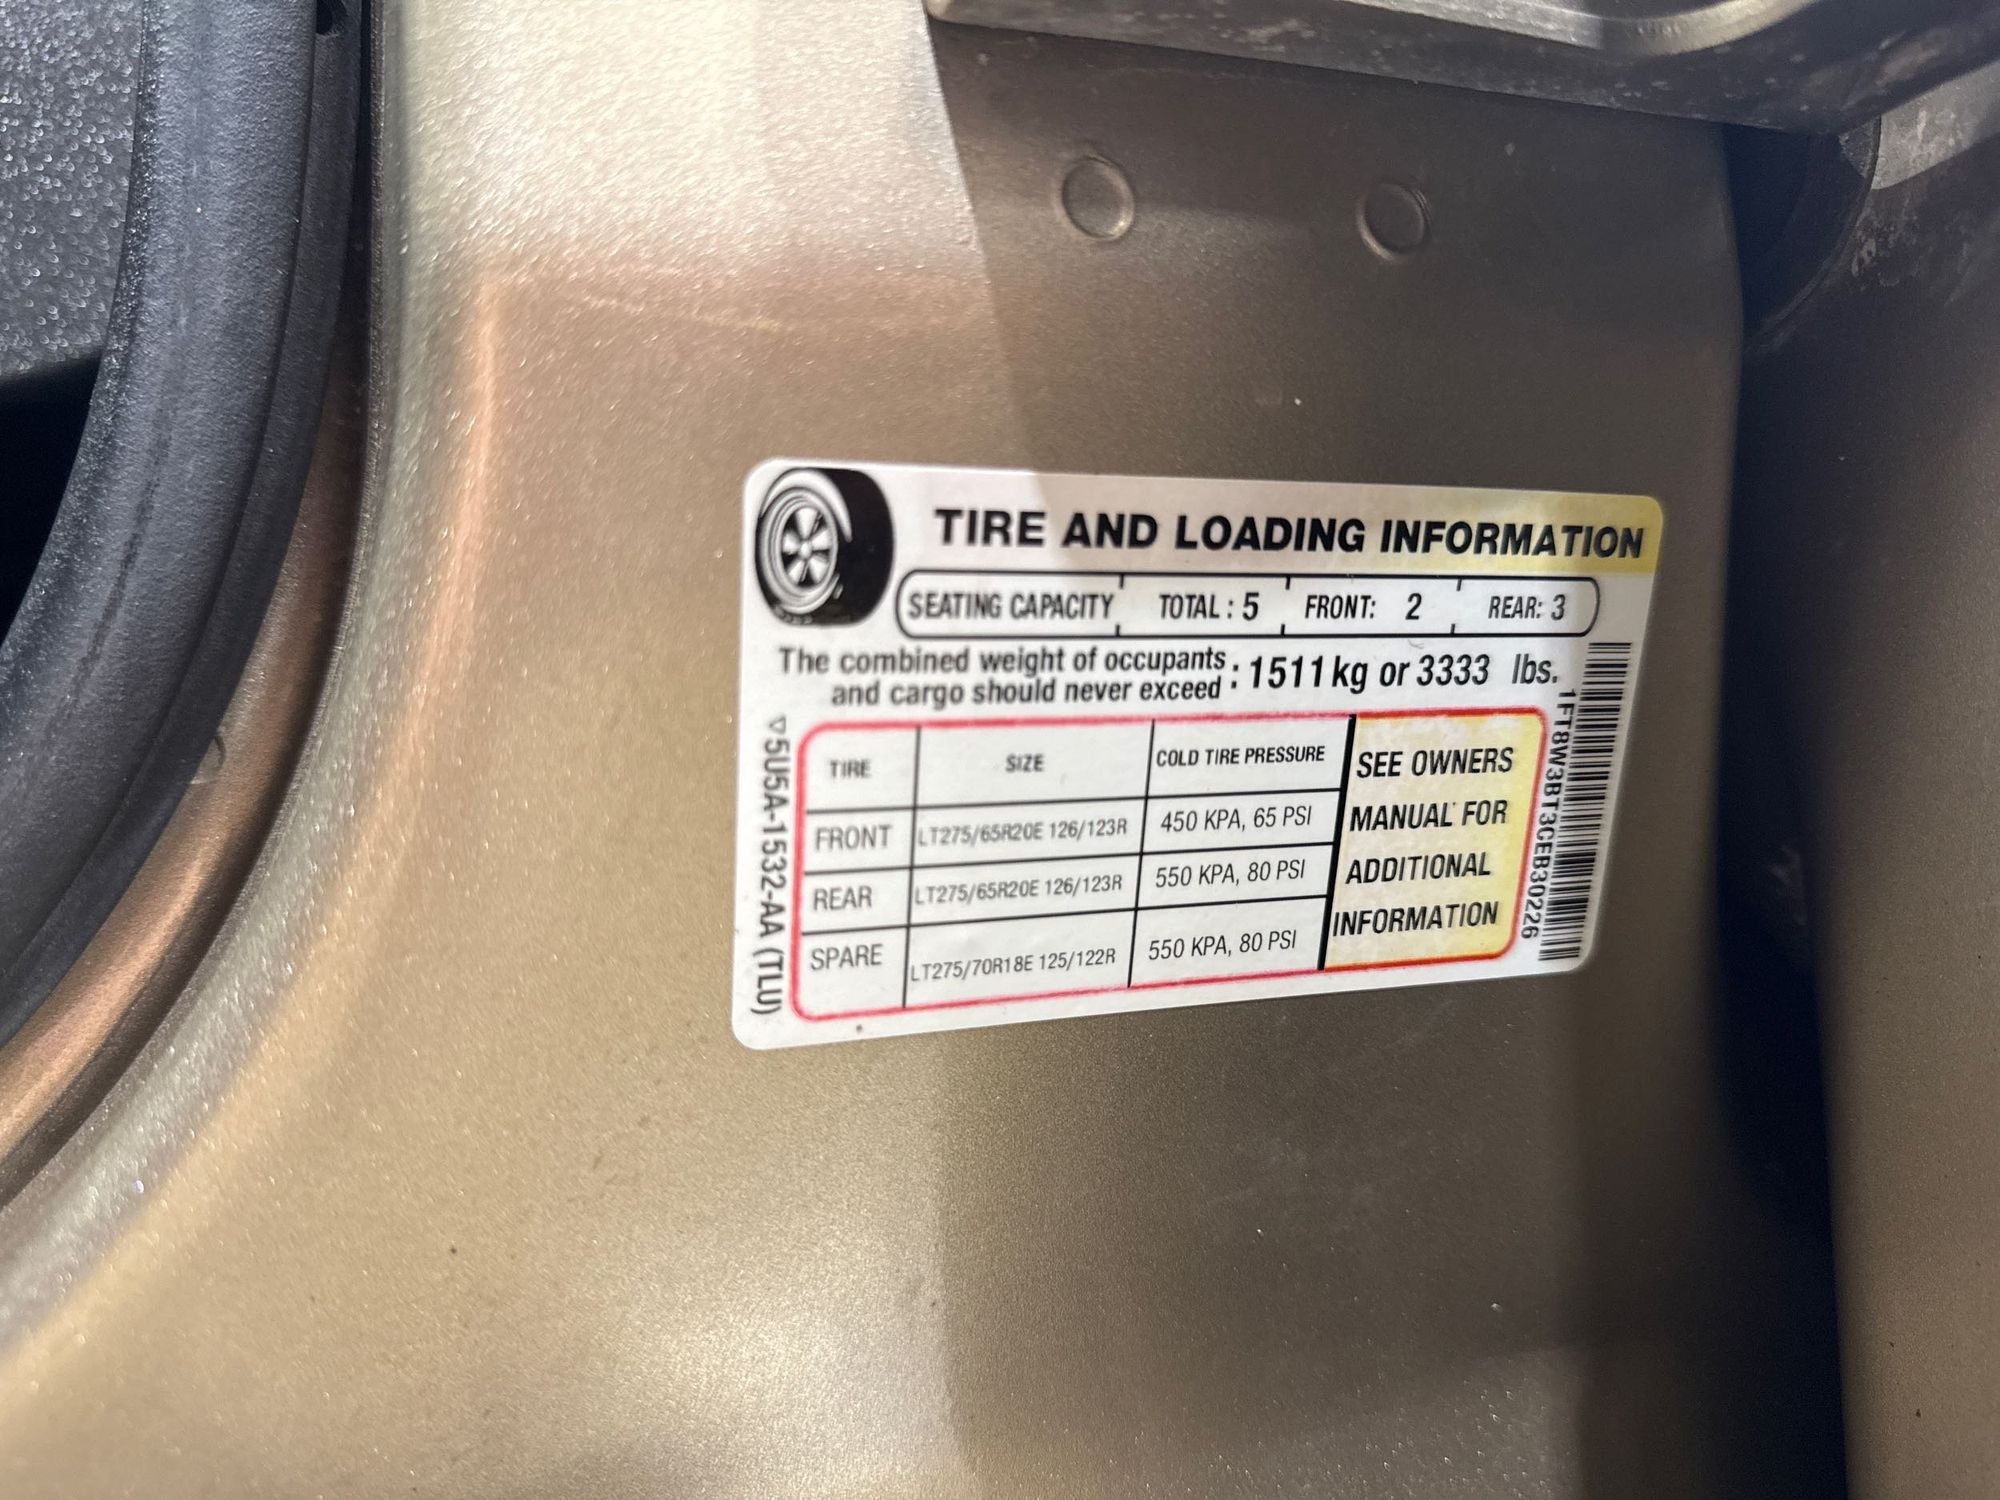 TIRE AND LOADING INFORMATION
SEATING CAPACITY TOTAL : 5 FRONT: 2 REAR: 3
The combined weight of occupants
and cargo should never exceed : 1511 kg or 3333 lbs.
TIRE SIZE COLD TIRE PRESSURE
FRONT LT275/65R20E 126/123R 450 KPA, 65 PSI
REAR LT275/65R20E 126/123R 550 KPA, 80 PSI
SPARE LT275/70R18E 125/122R 550 KPA, 80 PSI
SEE OWNERS
MANUAL FOR
ADDITIONAL
INFORMATION
▽5U5A-1532-AA (TLU)
1FT8W3BT3CEB30226